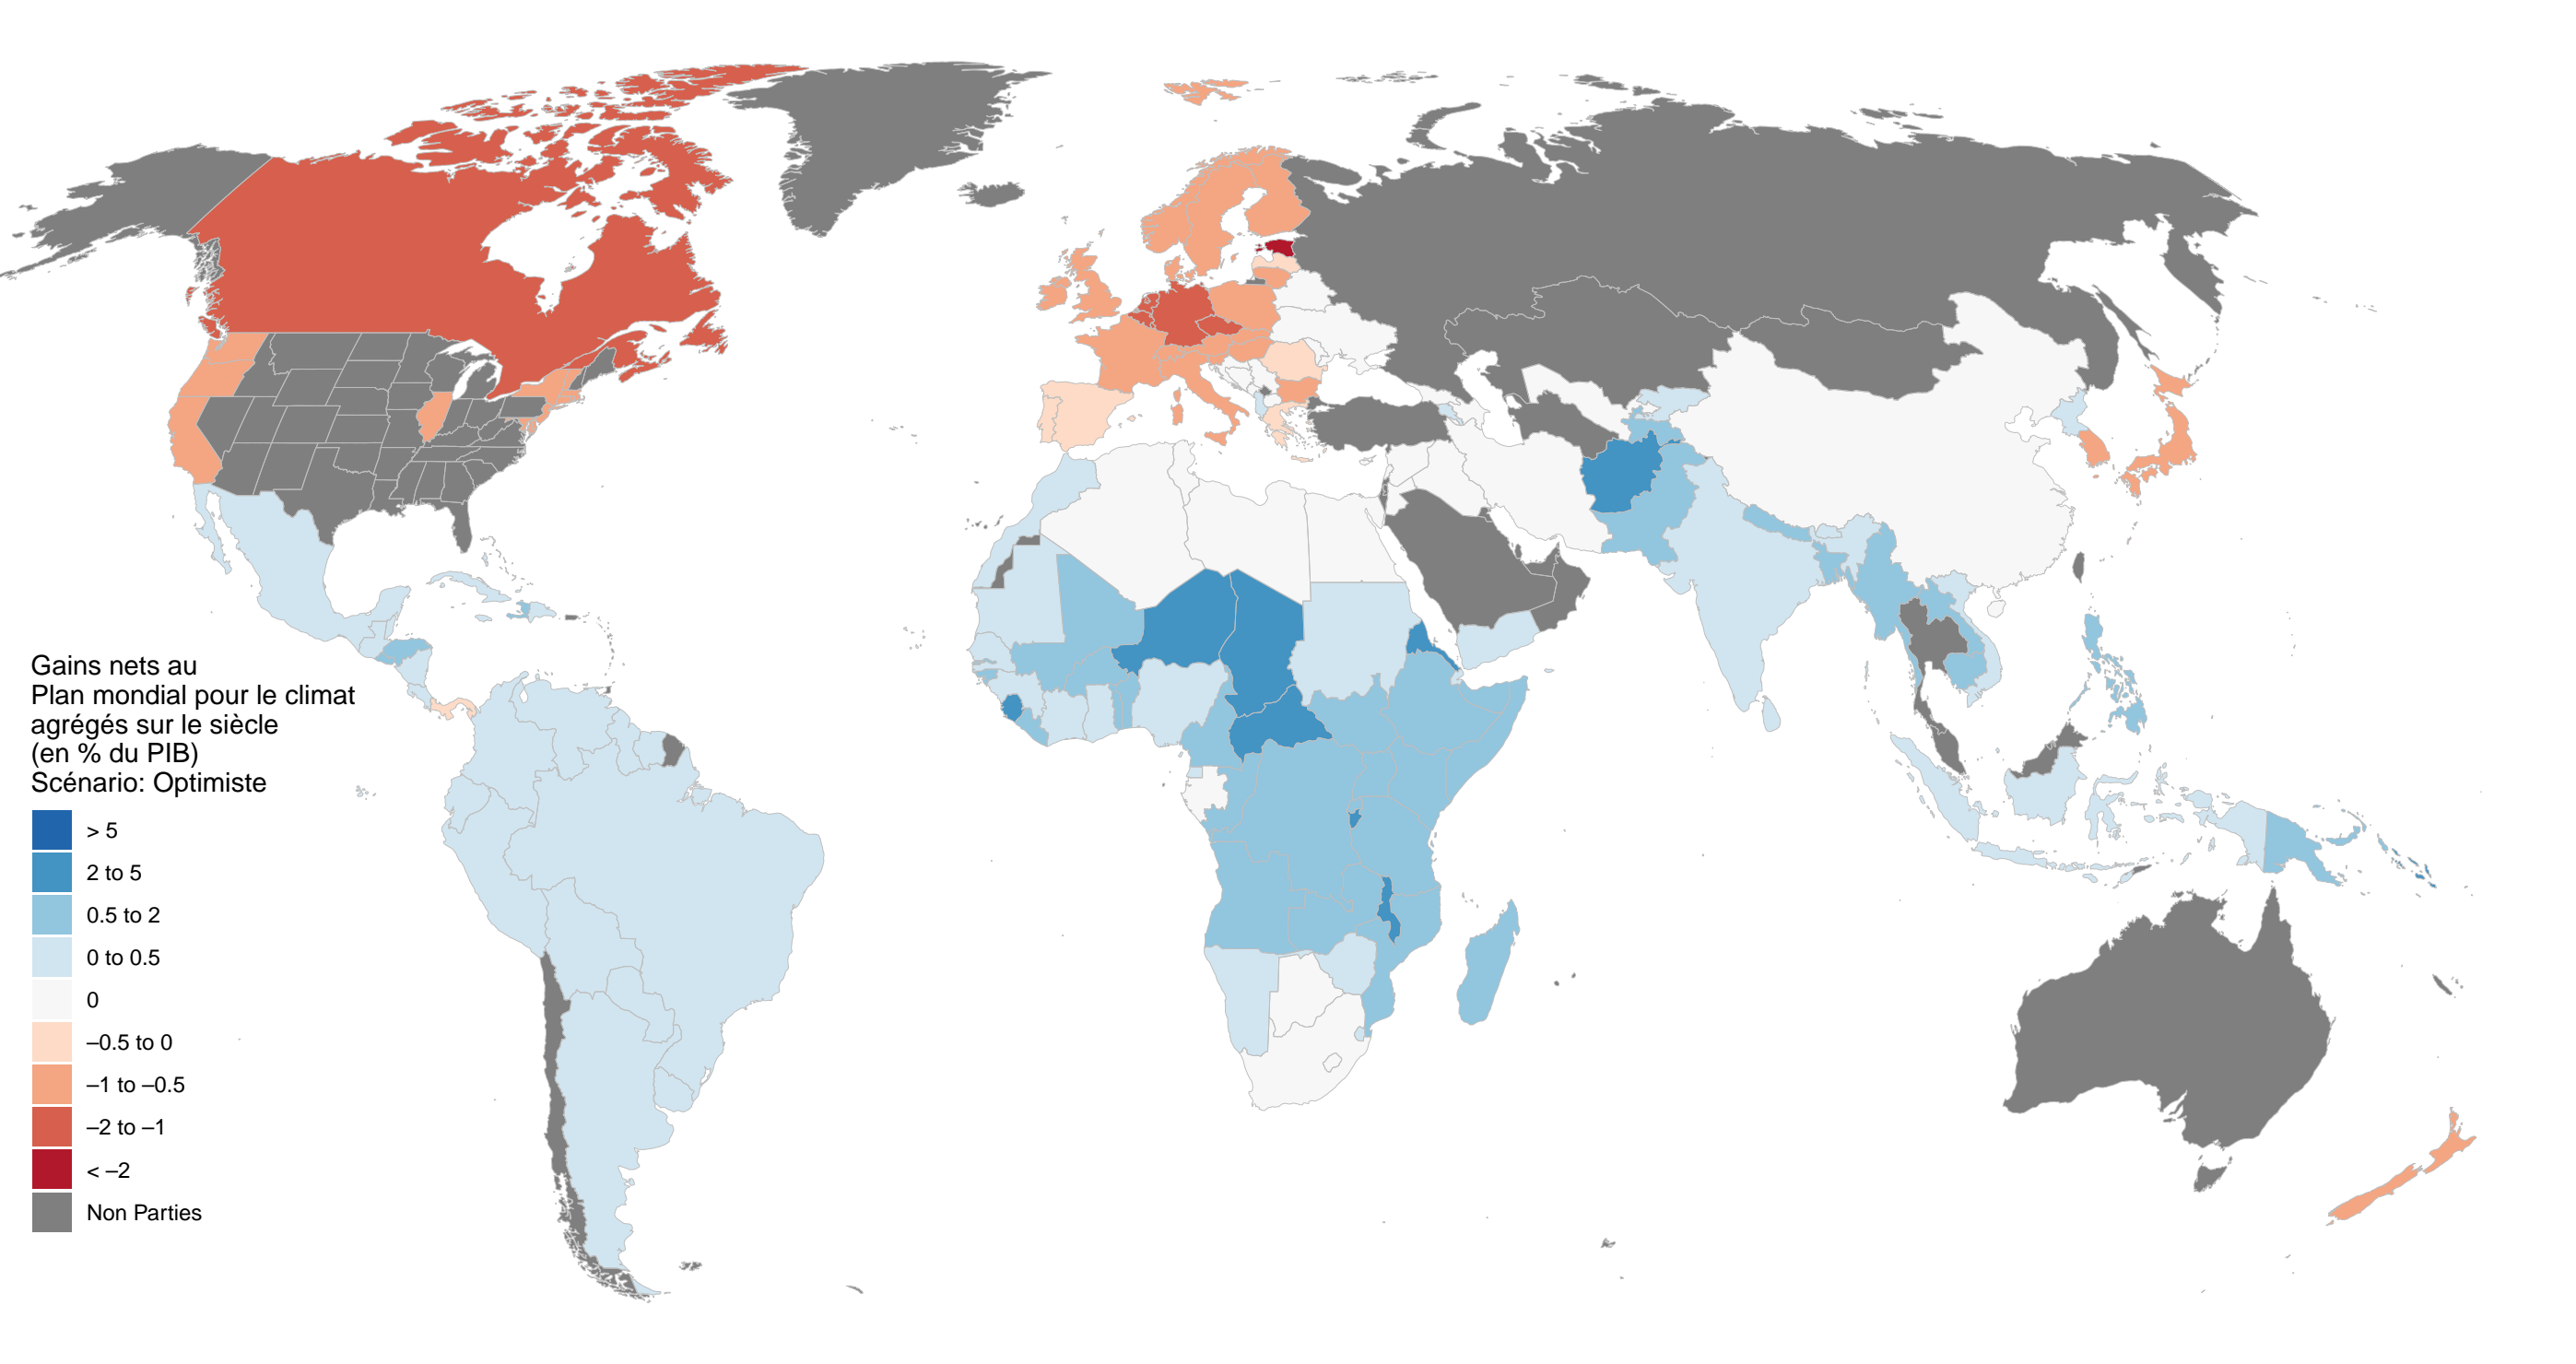 Gains nets au
Plan mondial pour le climat
agrégés sur le siècle
(en % du PIB)
Scénario: Optimiste
> 5
2 to 5
0.5 to 2
0 to 0.5
0
–0.5 to 0
–1 to –0.5
–2 to –1
< –2
Non Parties